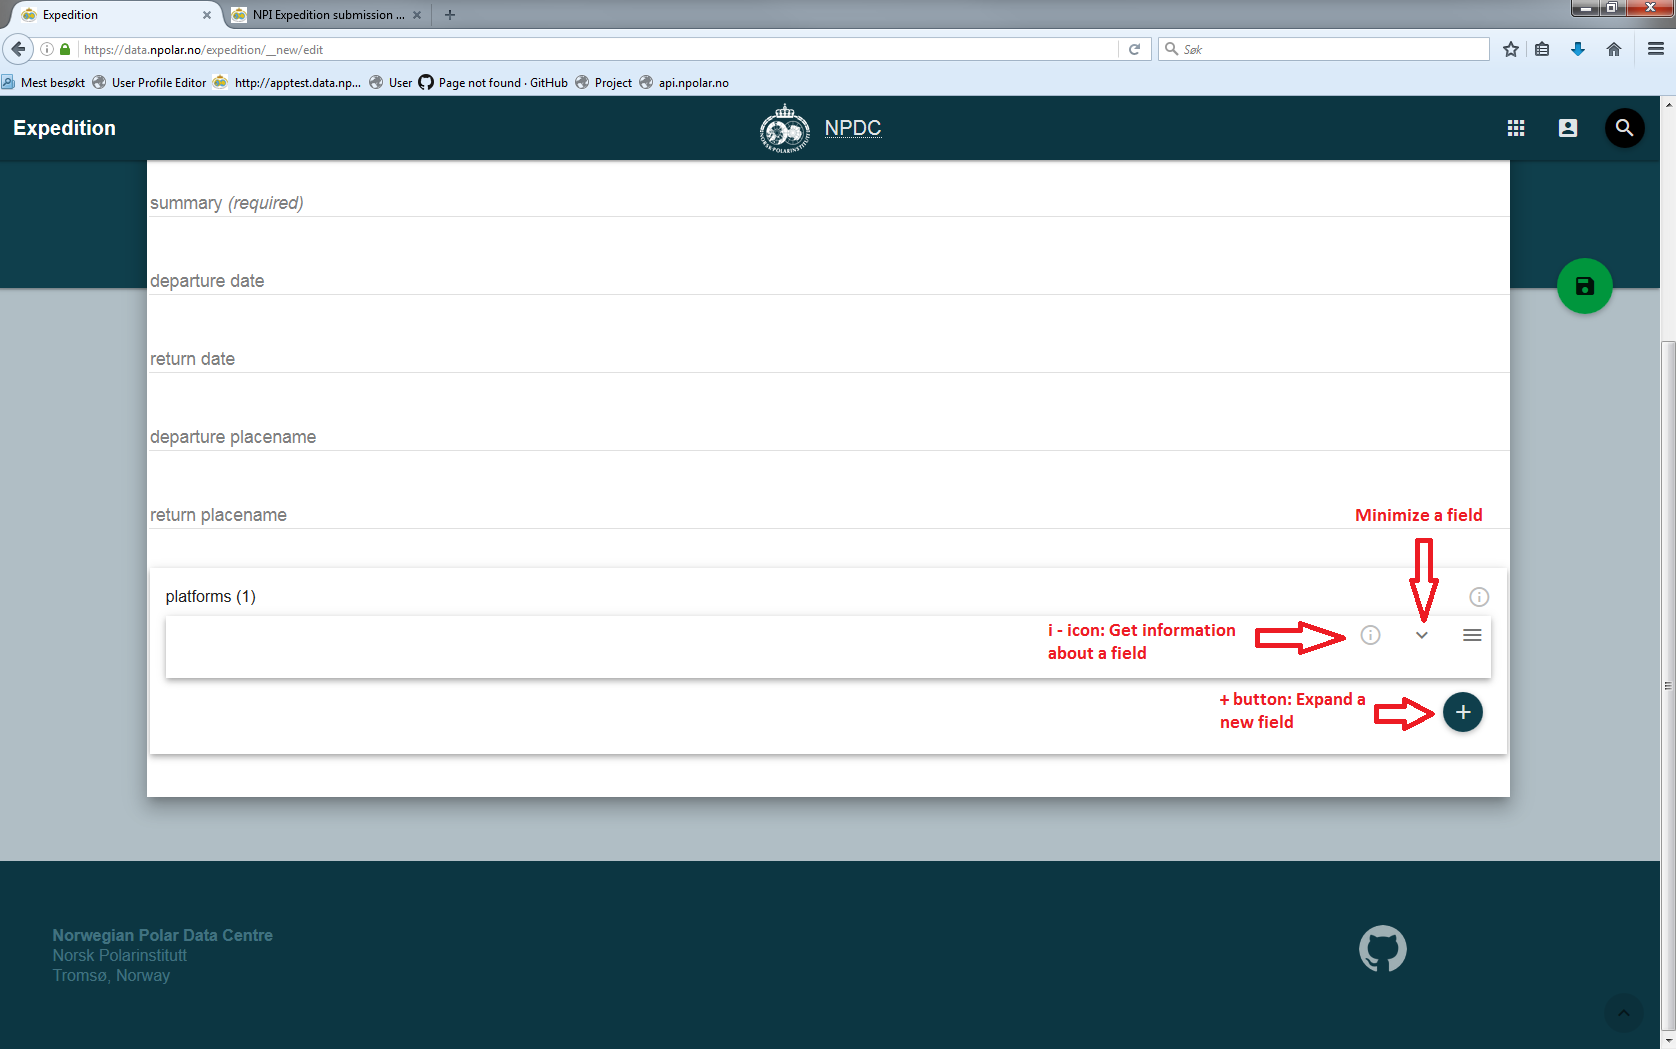 Expedition
NPI Expedition submission ...
https://data.npolar.no/expedition/__new/edit
Søk
Mest besøkt
User Profile Editor
http://apptest.data.np...
User
Page not found · GitHub
Project
api.npolar.no
Expedition
NPDC
summary (required)
departure date
return date
departure placename
return placename
Minimize a field
platforms (1)
i - icon: Get information
about a field
+ button: Expand a
new field
Norwegian Polar Data Centre
Norsk Polarinstitutt
Tromsø, Norway